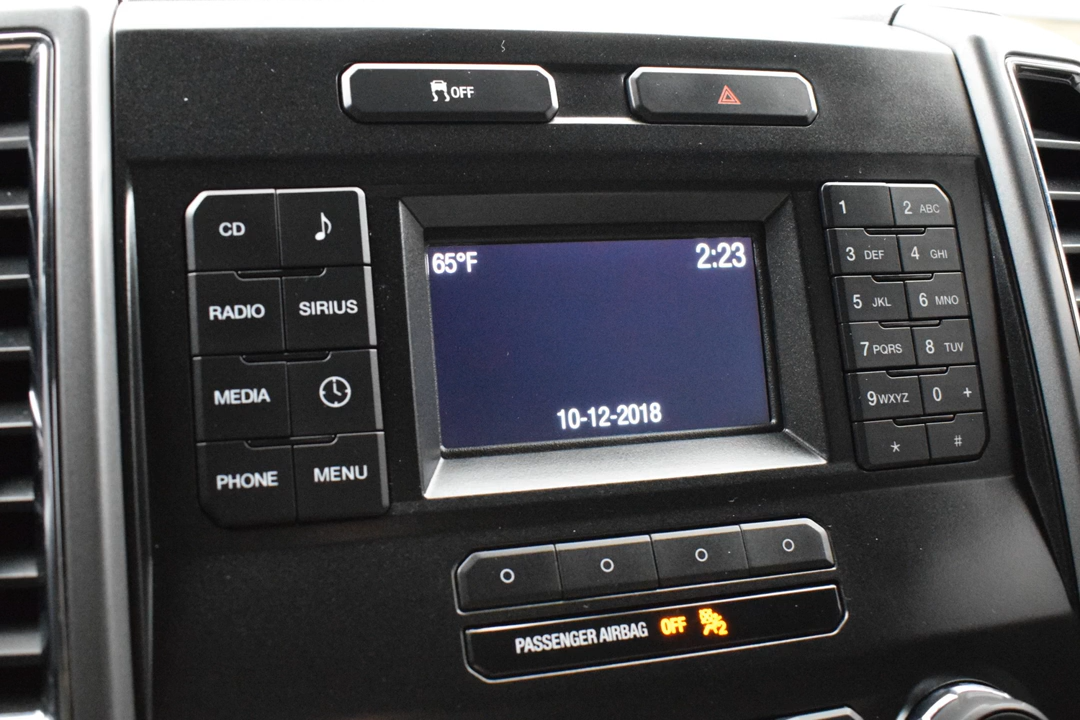 OFF
CD
RADIO SIRIUS
MEDIA
PHONE MENU
65°F 2:23
10-12-2018
1 2 ABC
3 DEF 4 GHI
5 JKL 6 MNO
7 PQRS 8 TUV
9 WXYZ 0 +
* #
PASSENGER AIRBAG OFF 2